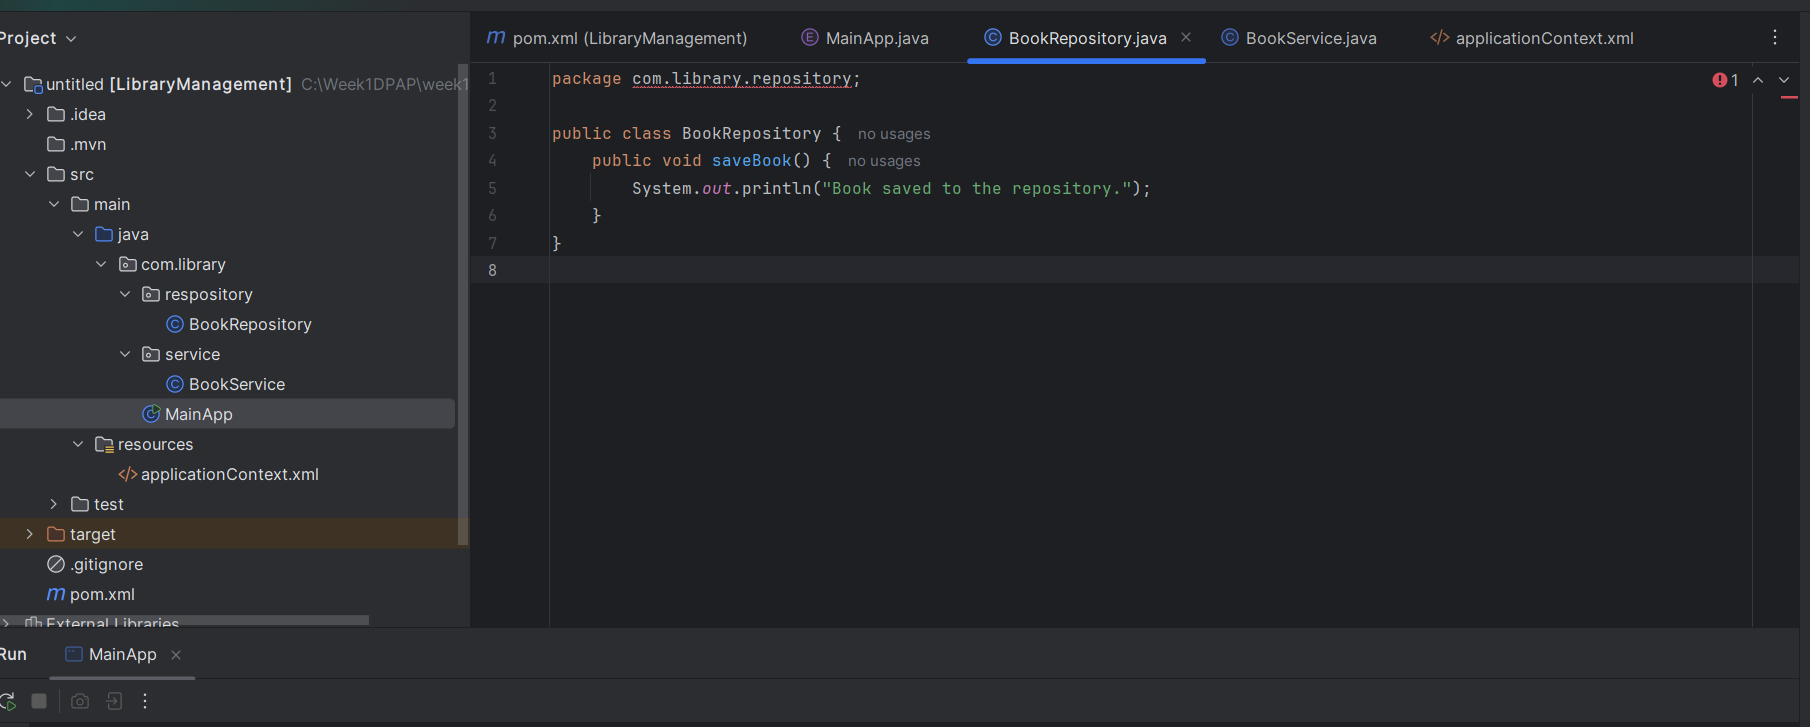 Project
pom.xml (LibraryManagement) MainApp.java BookRepository.java BookService.java applicationContext.xml
untitled [LibraryManagement] C:\Week1DPAP\week1
.idea
.mvn
src
main
java
com.library
respository
BookRepository
service
BookService
MainApp
resources
applicationContext.xml
test
target
.gitignore
pom.xml
External Libraries
1 package com.library.repository;
2
3 public class BookRepository { no usages
4 public void saveBook() { no usages
5 System.out.println("Book saved to the repository.");
6 }
7 }
8
1
Run MainApp